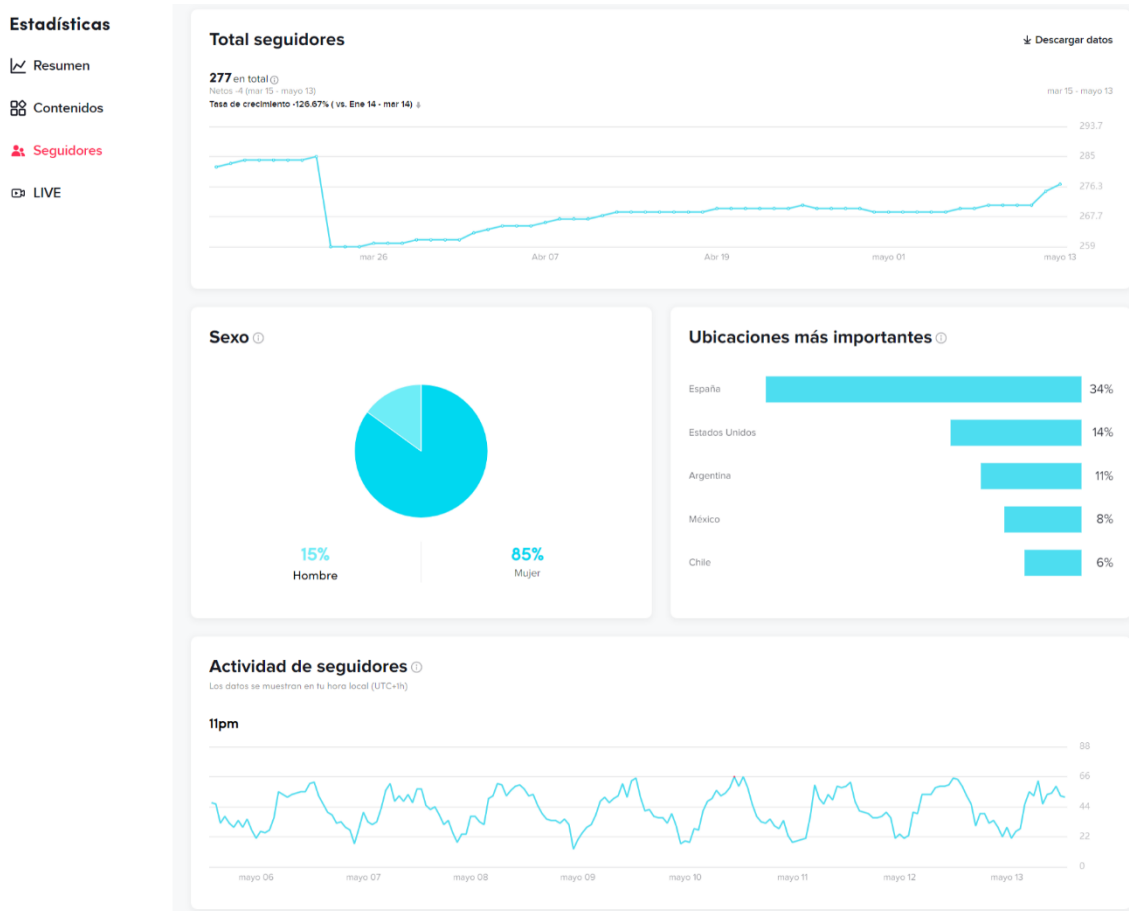 Estadísticas
Resumen
Contenidos
Seguidores
LIVE
Total seguidores
Descargar datos
277 en total
Netos -4 (mar 15 - mayo 13)
mar 15 - mayo 13
Tasa de crecimiento -126.67% ( vs. Ene 14 - mar 14)
293.7
285
276.3
267.7
259
mar 26 Abr 07 Abr 19 mayo 01 mayo 13
Sexo
15% 85%
Hombre Mujer
Ubicaciones más importantes
España 34%
Estados Unidos 14%
Argentina 11%
México 8%
Chile 6%
Actividad de seguidores
Los datos se muestran en tu hora local (UTC+1h)
11pm
88
66
44
22
0
mayo 06 mayo 07 mayo 08 mayo 09 mayo 10 mayo 11 mayo 12 mayo 13